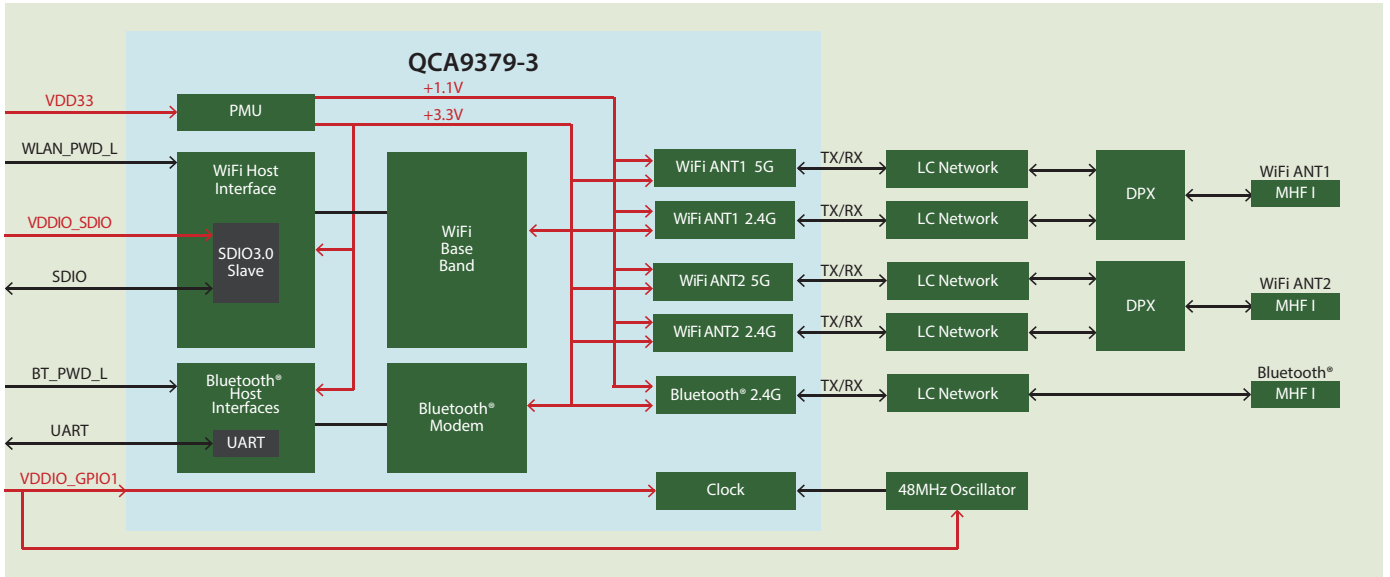 QCA9379-3
+1.1V
VDD33
PMU
+3.3V
WLAN_PWD_L
WiFi Host
Interface
VDDIO_SDIO
SDIO3.0
Slave
SDIO
WiFi
Base
Band
WiFi ANT1 5G
TX/RX
LC Network
WiFi ANT1 2.4G
TX/RX
LC Network
DPX
WiFi ANT1
MHF I
WiFi ANT2 5G
TX/RX
LC Network
WiFi ANT2 2.4G
TX/RX
LC Network
DPX
WiFi ANT2
MHF I
BT_PWD_L
Bluetooth®
Host
Interfaces
UART
UART
Bluetooth®
Modem
Bluetooth® 2.4G
TX/RX
LC Network
Bluetooth®
MHF I
VDDIO_GPIO1
Clock
48MHz Oscillator